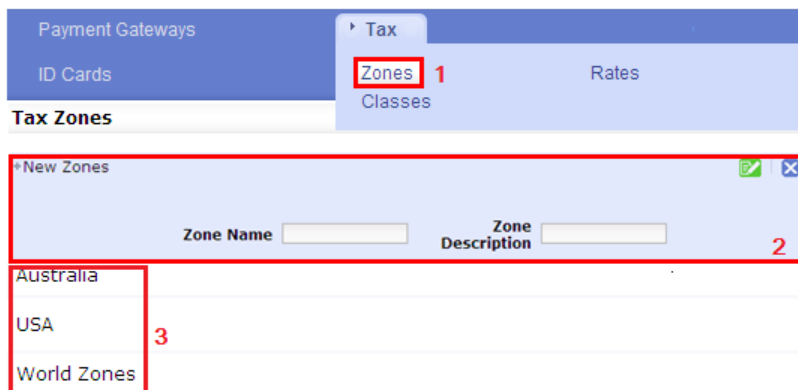 Payment Gateways
Tax
ID Cards
Zones 1 Rates
Classes
Tax Zones
+New Zones
Zone Name
Zone
Description
2
Australia
USA
3
World Zones